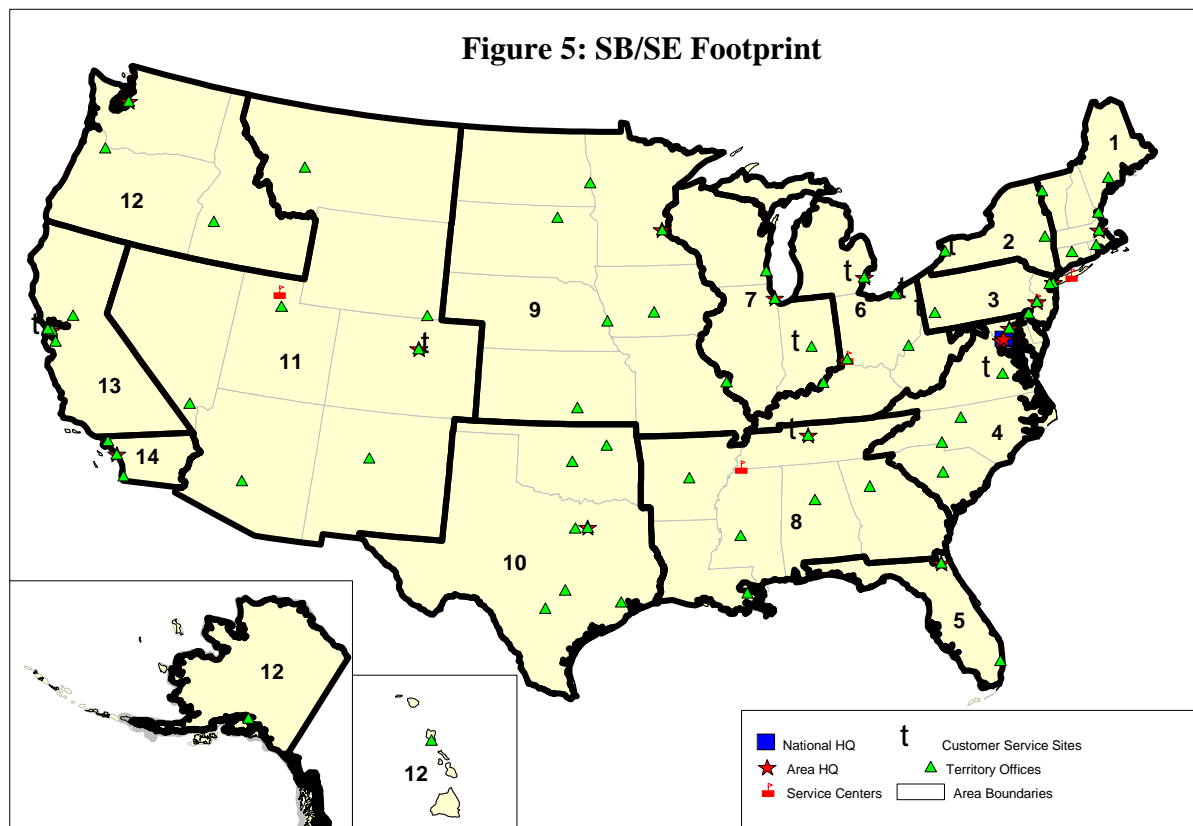 Figure 5: SB/SE Footprint
1
12
2
t
t
t
7
3
6
9
t
t
t
t
11
t
13
4
t
14
8
10
5
12
12
National HQ
t
Customer Service Sites
Area HQ
Territory Offices
Service Centers
Area Boundaries